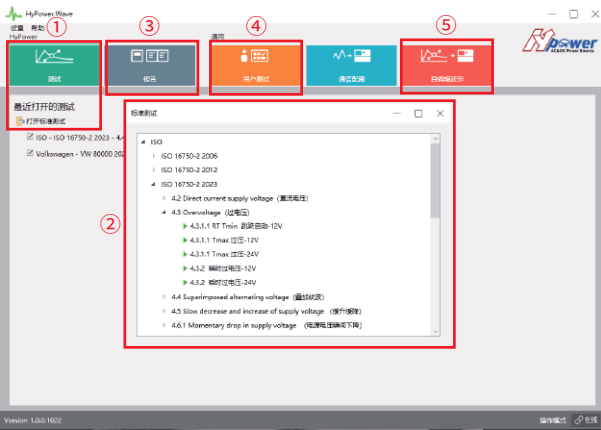 HyPower.Wave
设置 帮助
HyPower
通用
① ③ ④ ⑤
测试
报告
用户测试
通信配置
自编辑波形
Hypower
AC&DC Power Source
最近打开的测试
打开标准测试
ISO - ISO 16750-2 2023 - 4.4
Volkswagen - VW 80000 202
②
标准测试
ISO
ISO 16750-2 2006
ISO 16750-2 2012
ISO 16750-2 2023
4.2 Direct current supply voltage (直流电压)
4.3 Overvoltage (过电压)
4.3.1.1 RT Tmin 跳跃启动-12V
4.3.1.1 Tmax 过压-12V
4.3.1.1 Tmax 过压-24V
4.3.2 瞬时过电压-12V
4.3.2 瞬时过电压-24V
4.4 Superimposed alternating voltage (叠加纹波)
4.5 Slow decrease and increase of supply voltage (缓升缓降)
4.6.1 Momentary drop in supply voltage (电源电压瞬间下降)
Version 1.0.0.1022
操作模式 在线